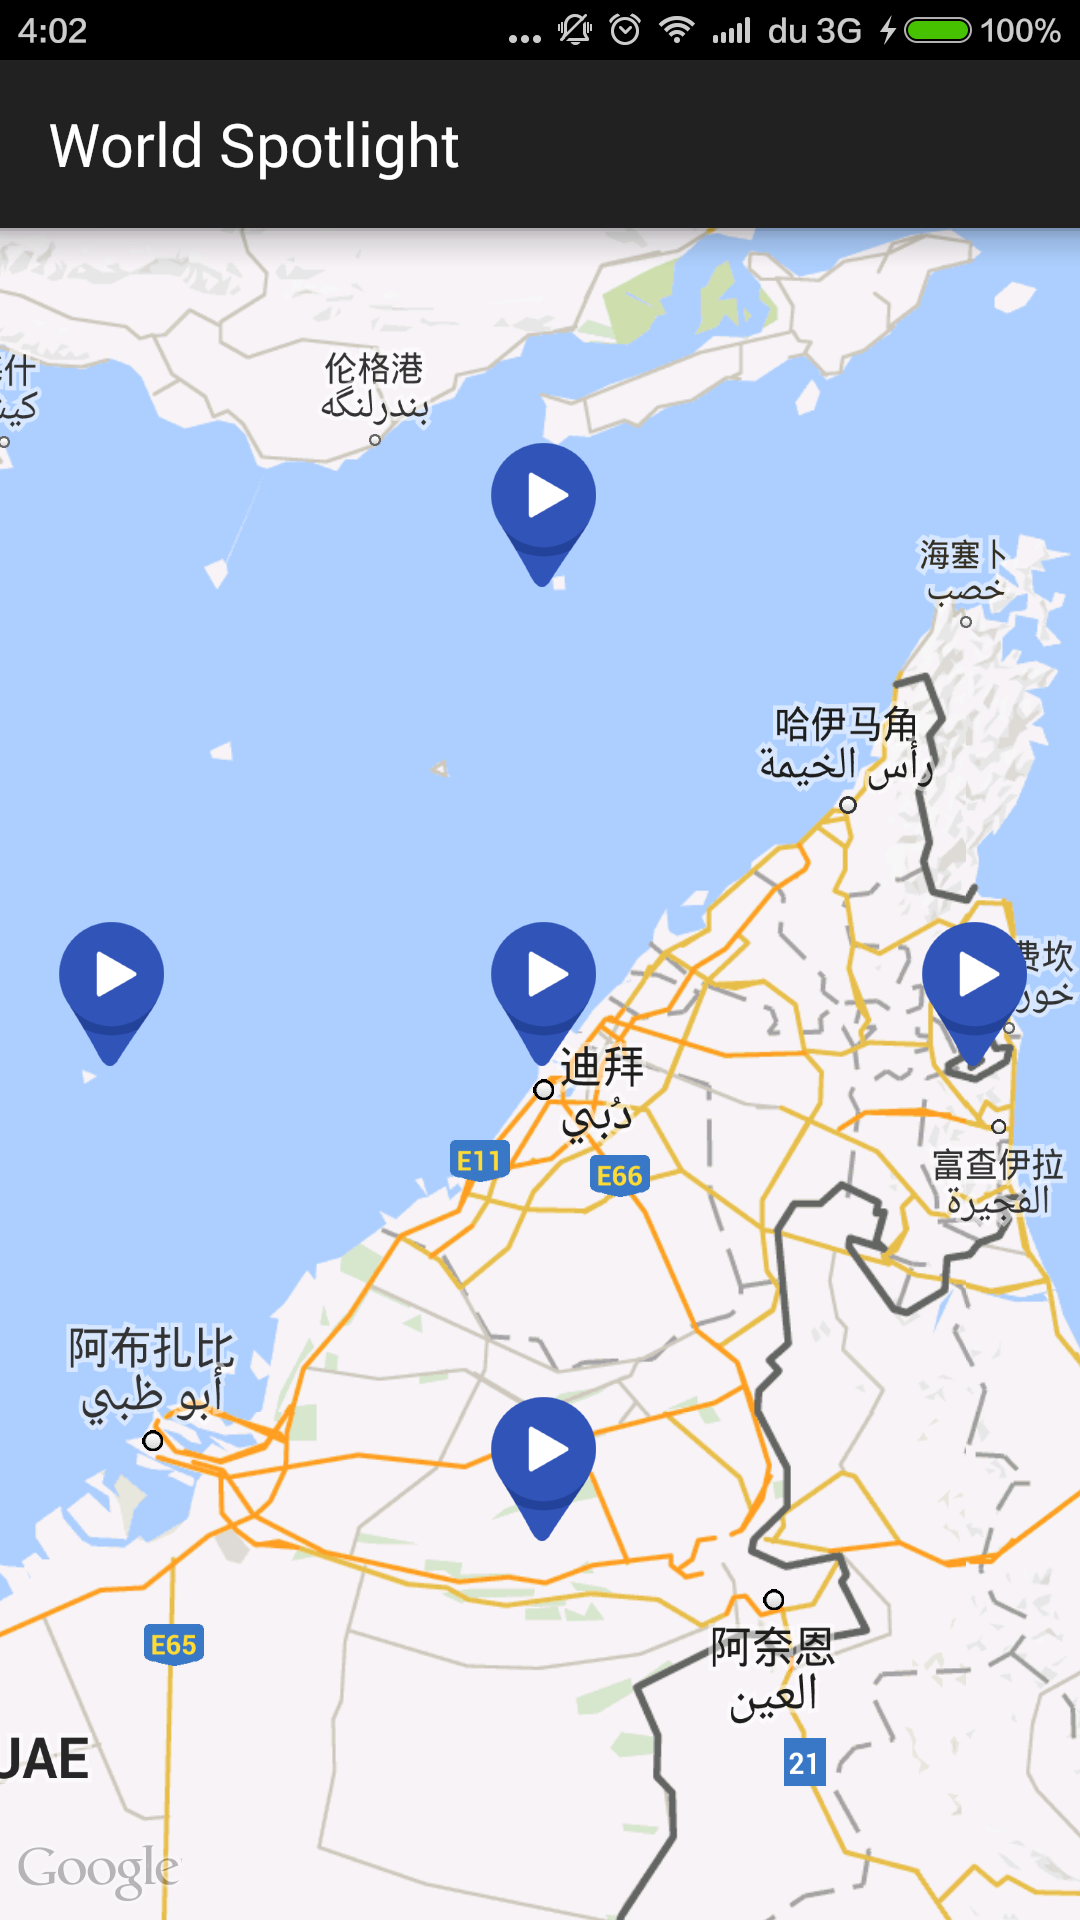 4:02
... du 3G 100%
World Spotlight
什
伦格港
بندرلنگه
海塞卜
خصب
哈伊马角
رأس الخيمة
费坎
خور
迪拜
دُبي
E11
E66
富查伊拉
الفجيرة
阿布扎比
أبو ظبي
阿奈恩
العين
E65
UAE
21
Google